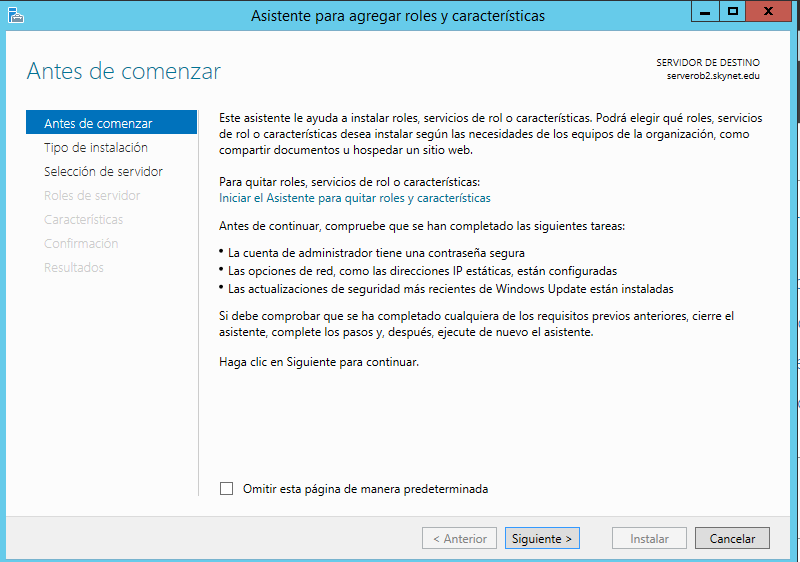 Asistente para agregar roles y características
Antes de comenzar
SERVIDOR DE DESTINO
serverob2.skynet.edu
Antes de comenzar
Tipo de instalación
Selección de servidor
Roles de servidor
Características
Confirmación
Resultados
Este asistente le ayuda a instalar roles, servicios de rol o características. Podrá elegir qué roles, servicios
de rol o características desea instalar según las necesidades de los equipos de la organización, como
compartir documentos u hospedar un sitio web.
Para quitar roles, servicios de rol o características:
Iniciar el Asistente para quitar roles y características
Antes de continuar, compruebe que se han completado las siguientes tareas:
• La cuenta de administrador tiene una contraseña segura
• Las opciones de red, como las direcciones IP estáticas, están configuradas
• Las actualizaciones de seguridad más recientes de Windows Update están instaladas
Si debe comprobar que se ha completado cualquiera de los requisitos previos anteriores, cierre el
asistente, complete los pasos y, después, ejecute de nuevo el asistente.
Haga clic en Siguiente para continuar.
Omitir esta página de manera predeterminada
< Anterior
Siguiente >
Instalar
Cancelar